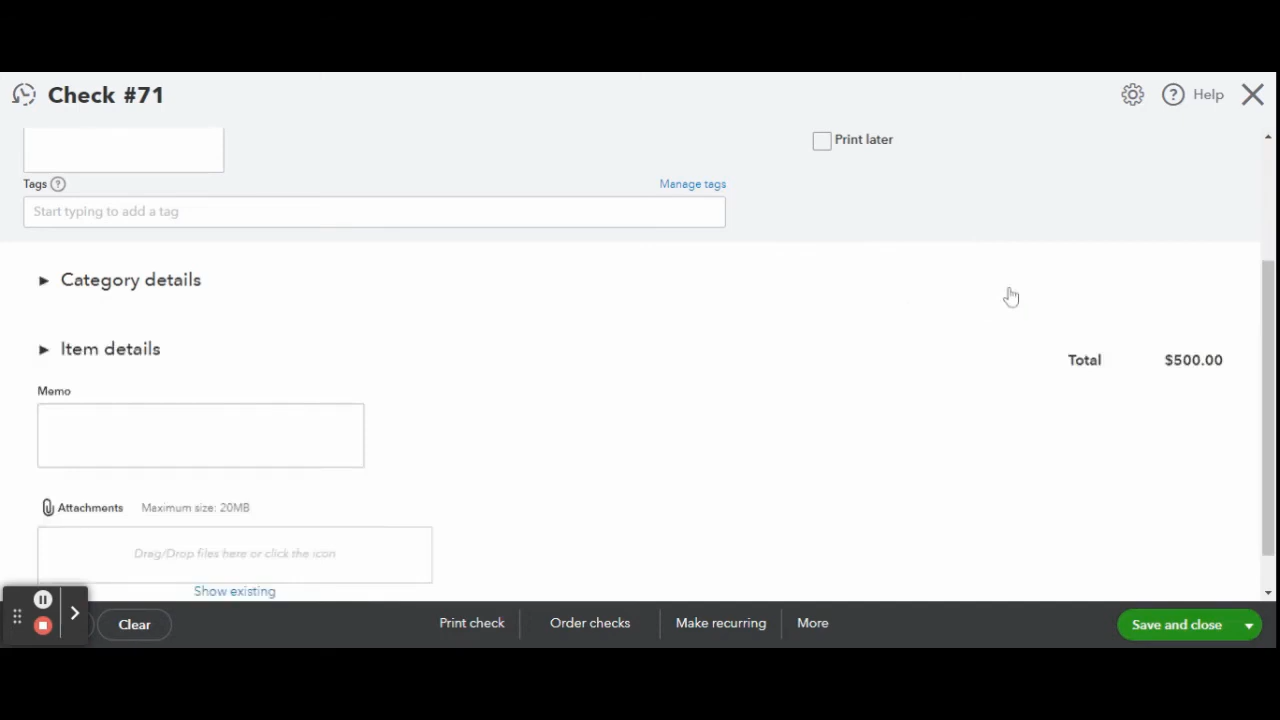 Check #71
Help
Print later
Tags
Manage tags
Start typing to add a tag
Category details
Item details
Total $500.00
Memo
Attachments Maximum size: 20MB
Drag/Drop files here or click the icon
Show existing
Clear
Print check
Order checks
Make recurring
More
Save and close